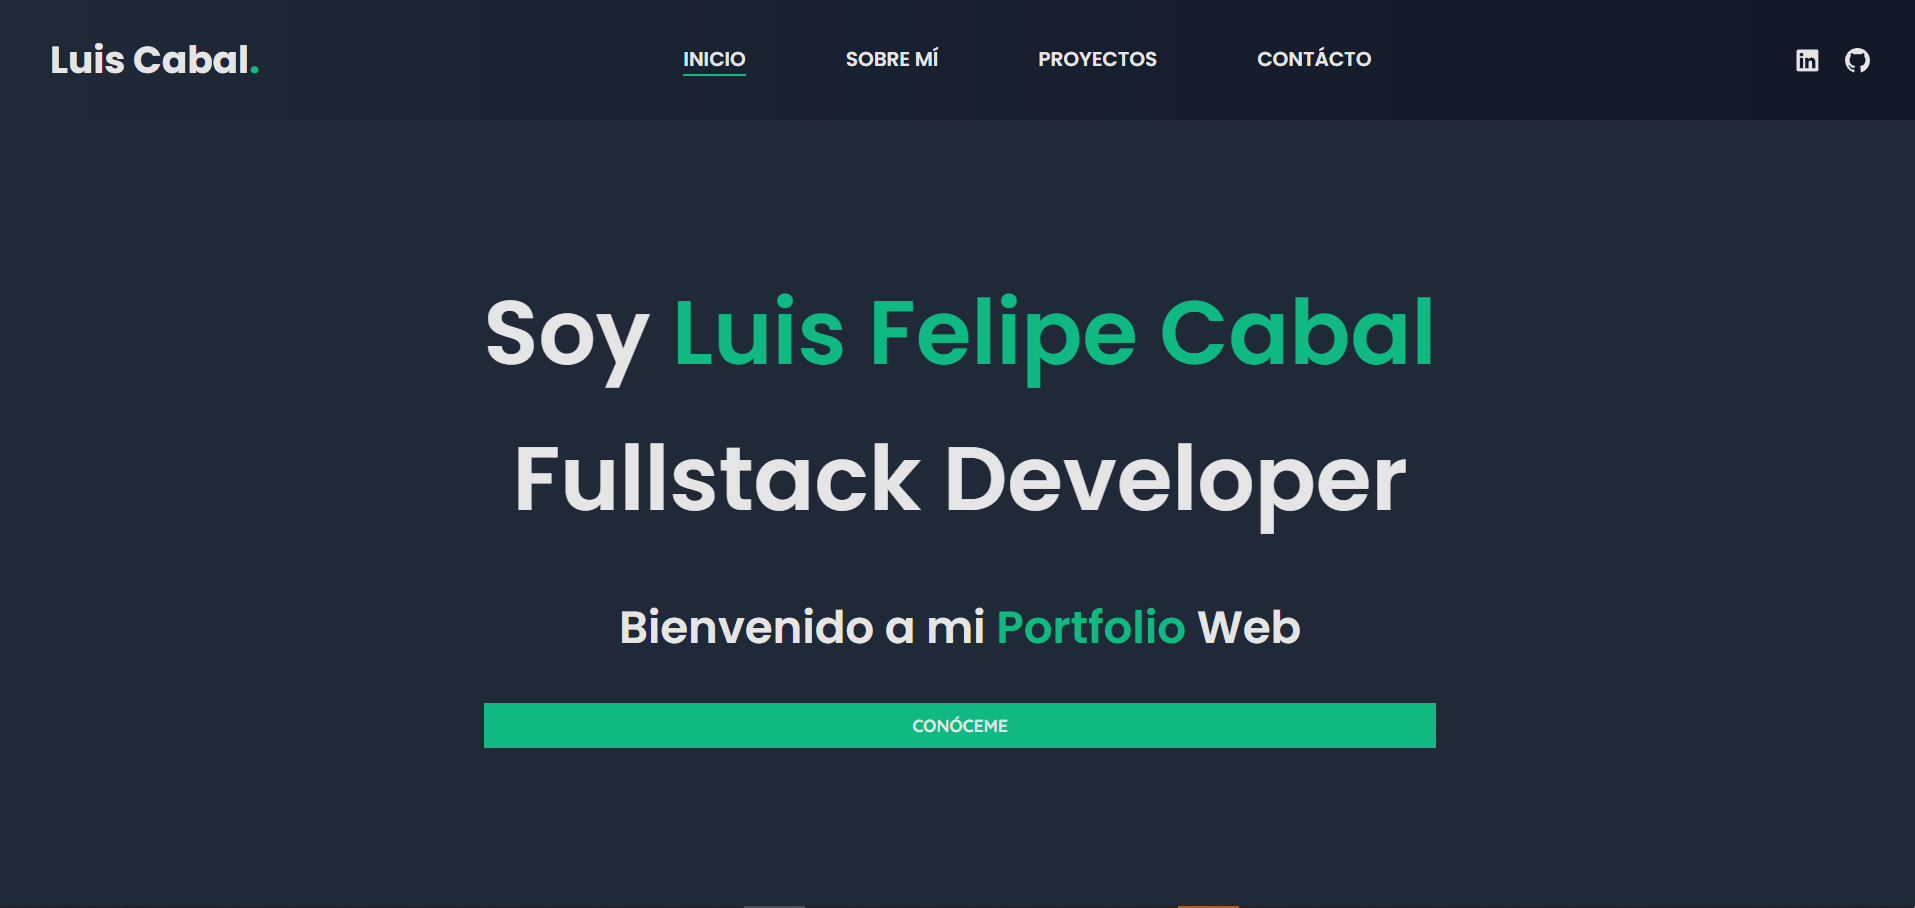 Luis Cabal.
INICIO
SOBRE MÍ
PROYECTOS
CONTÁCTO
Soy Luis Felipe Cabal
Fullstack Developer
Bienvenido a mi Portfolio Web
CONÓCEME